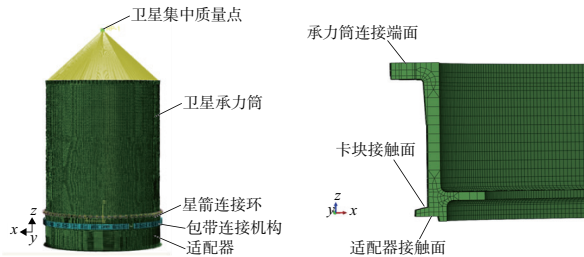 卫星集中质量点
卫星承力筒
星箭连接环
包带连接机构
适配器
z
x
y
承力筒连接端面
卡块接触面
z
y x
适配器接触面